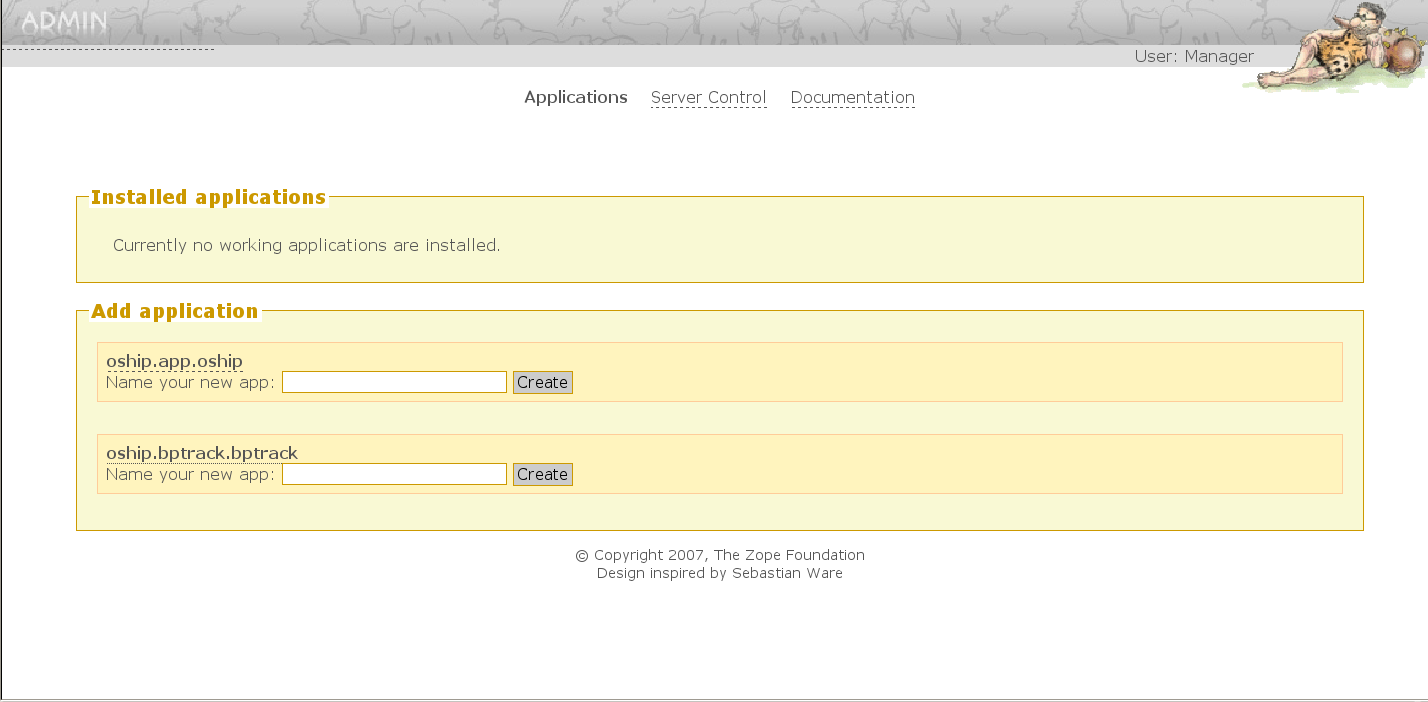 ADMIN
User: Manager
Applications Server Control Documentation
Installed applications
Currently no working applications are installed.
Add application
oship.app.oship
Name your new app: Create
oship.bptrack.bptrack
Name your new app: Create
© Copyright 2007, The Zope Foundation
Design inspired by Sebastian Ware